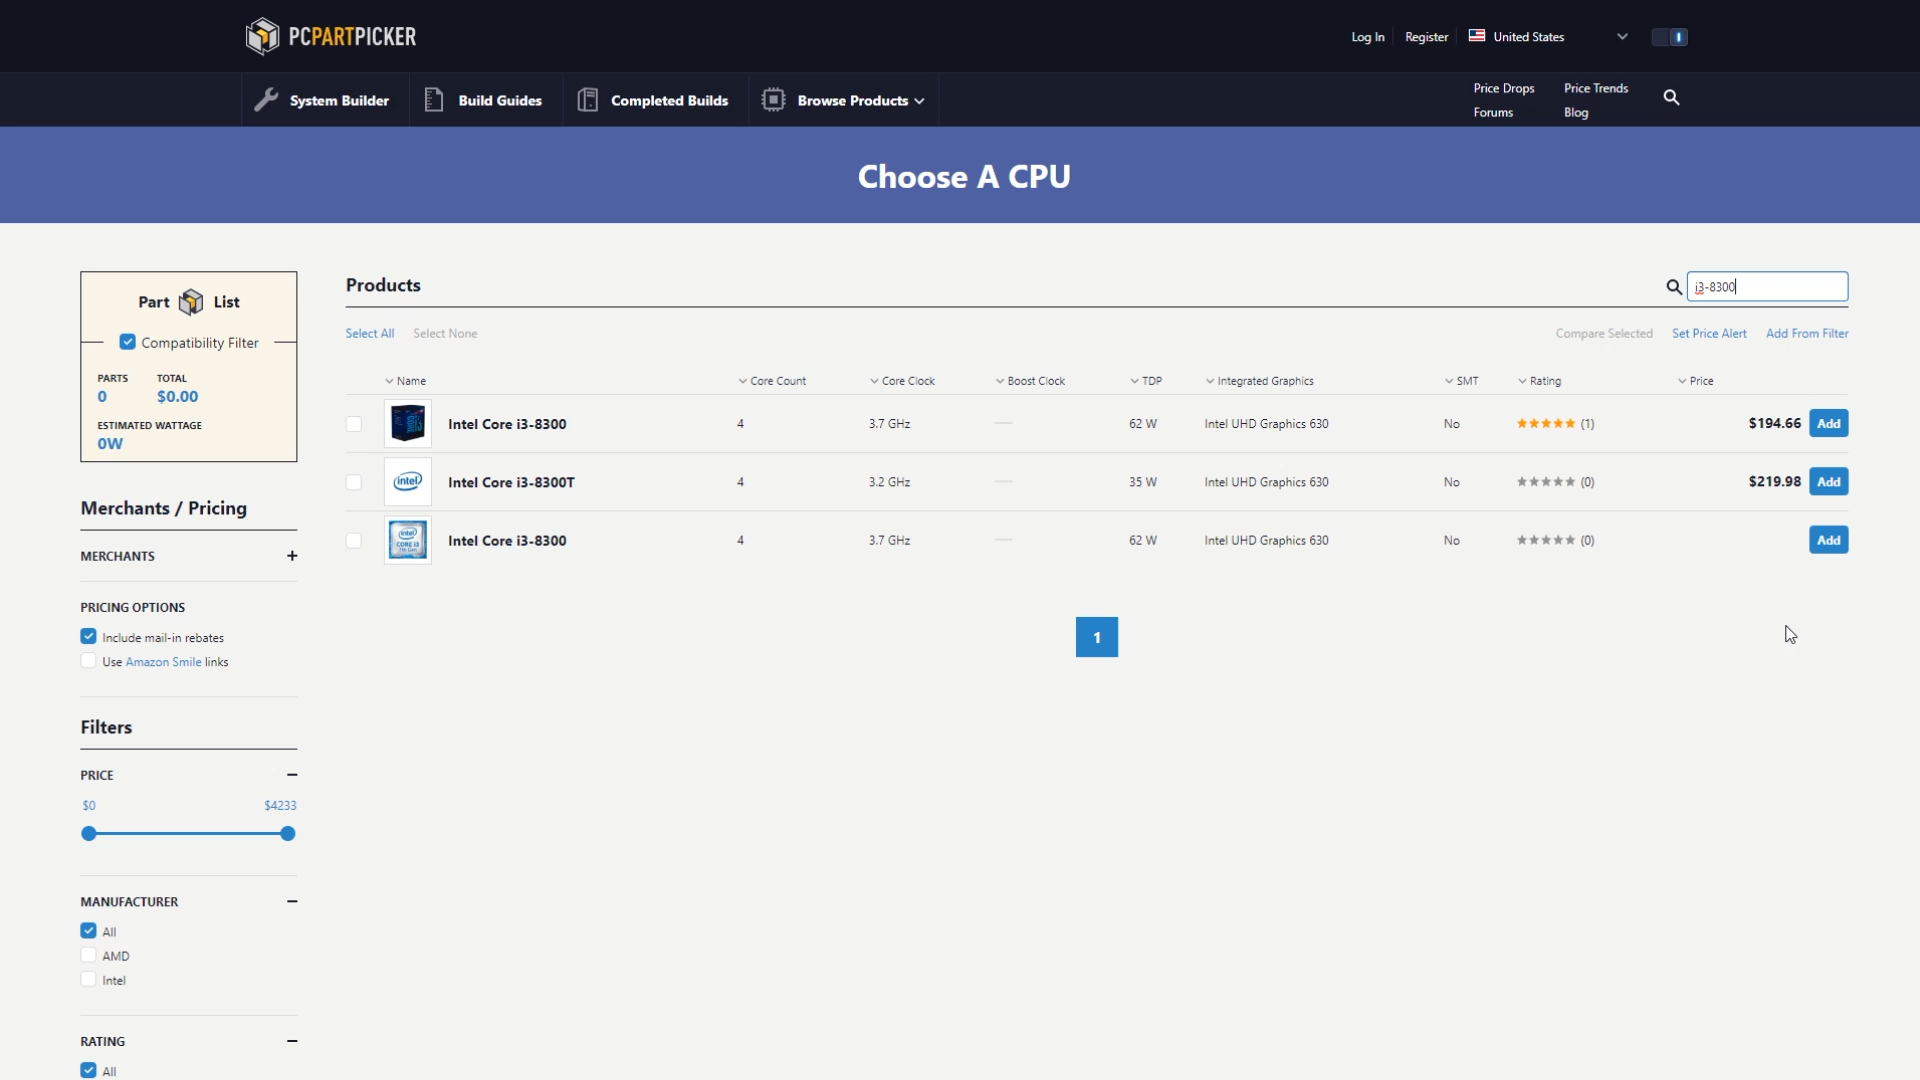 PCPARTPICKER
Log In Register United States
System Builder Build Guides Completed Builds Browse Products
Price Drops Price Trends
Forums Blog
Choose A CPU
Part List
Compatibility Filter
PARTS TOTAL
0 $0.00
ESTIMATED WATTAGE
0W
Merchants / Pricing
MERCHANTS
PRICING OPTIONS
Include mail-in rebates
Use Amazon Smile links
Filters
PRICE
$0 $4233
MANUFACTURER
All
AMD
Intel
RATING
All
Products
i3-8300
Select All Select None Compare Selected Set Price Alert Add From Filter
Name Core Count Core Clock Boost Clock TDP Integrated Graphics SMT Rating Price
Intel Core i3-8300 4 3.7 GHz — 62 W Intel UHD Graphics 630 No (1) $194.66 Add
intel Intel Core i3-8300T 4 3.2 GHz — 35 W Intel UHD Graphics 630 No (0) $219.98 Add
intel CORE i3 Intel Core i3-8300 4 3.7 GHz — 62 W Intel UHD Graphics 630 No (0) Add
1